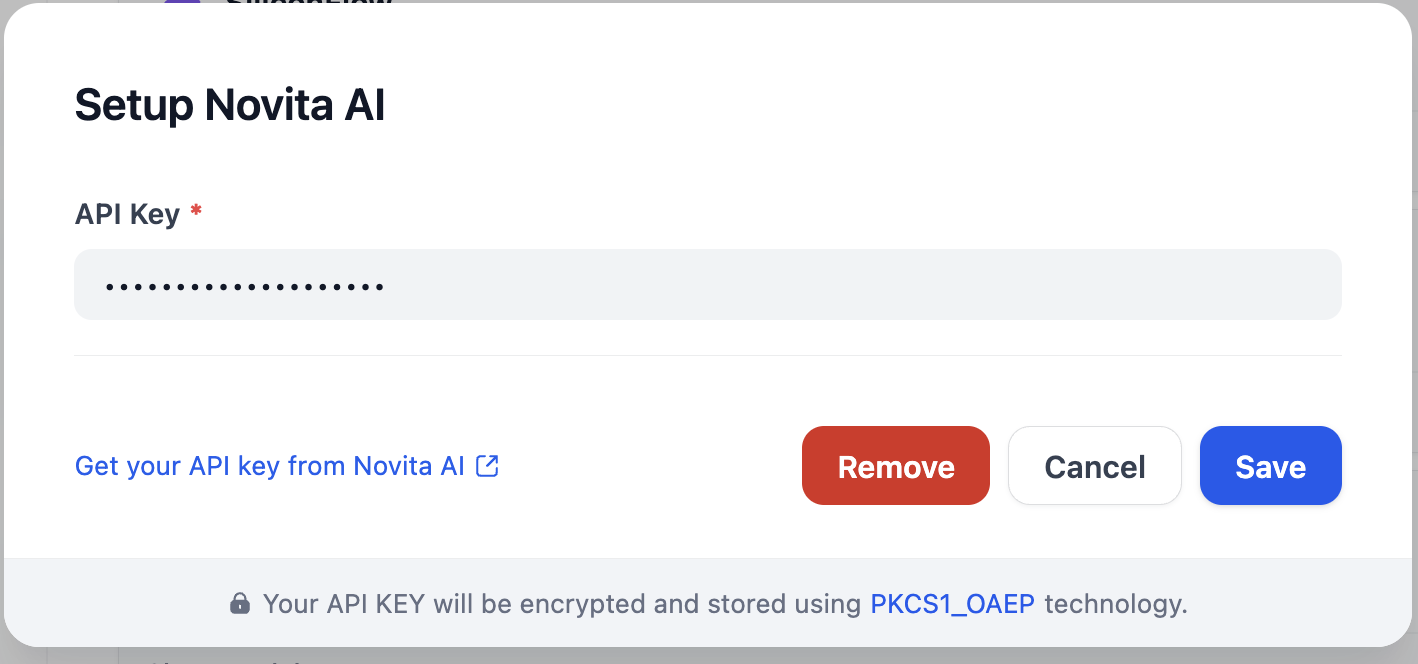 SiliconFlow
Setup Novita AI
API Key *
••••••••••••••••••••
Get your API key from Novita AI
Remove
Cancel
Save
Your API KEY will be encrypted and stored using PKCS1_OAEP technology.